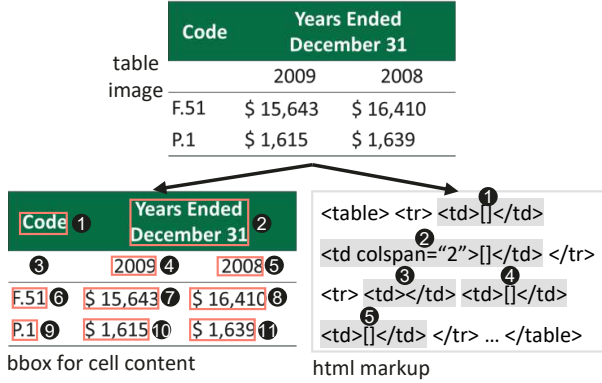 table
image
Code Years Ended
December 31
2009 2008
F.51 $ 15,643 $ 16,410
P.1 $ 1,615 $ 1,639
Code 1 Years Ended
December 31 2
3 2009 4 2008 5
F.51 6 $ 15,643 7 $ 16,410 8
P.1 9 $ 1,615 10 $ 1,639 11
bbox for cell content
1
<table> <tr> <td>[]</td>
2
<td colspan=“2”>[]</td> </tr>
3 4
<tr> <td></td> <td>[]</td>
5
<td>[]</td> </tr> ... </table>
html markup